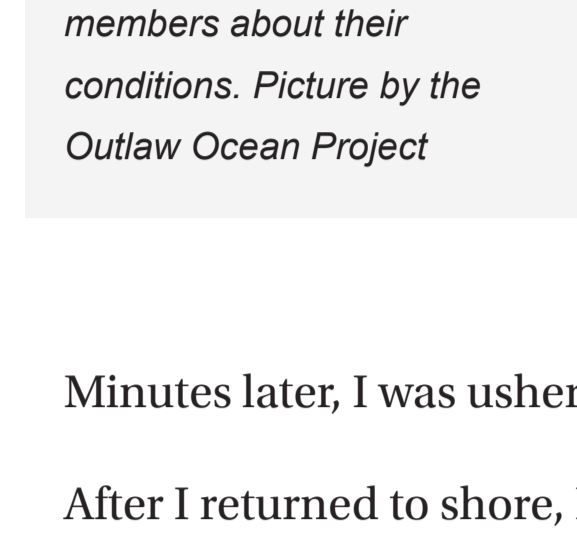 members about their
conditions. Picture by the
Outlaw Ocean Project
Minutes later, I was usher
After I returned to shore,